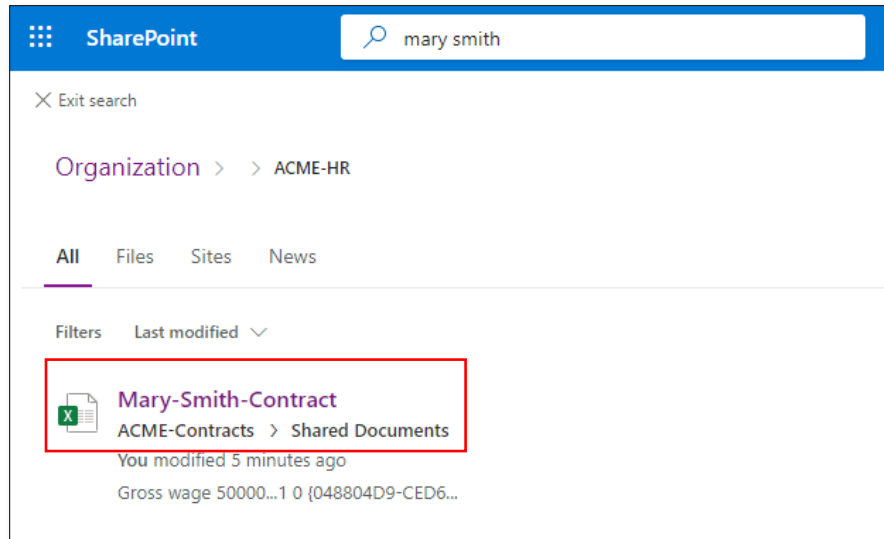 SharePoint mary smith
Exit search
Organization > > ACME-HR
All Files Sites News
Filters Last modified
Mary-Smith-Contract
ACME-Contracts > Shared Documents
You modified 5 minutes ago
Gross wage 50000...1 0 {048804D9-CED6...